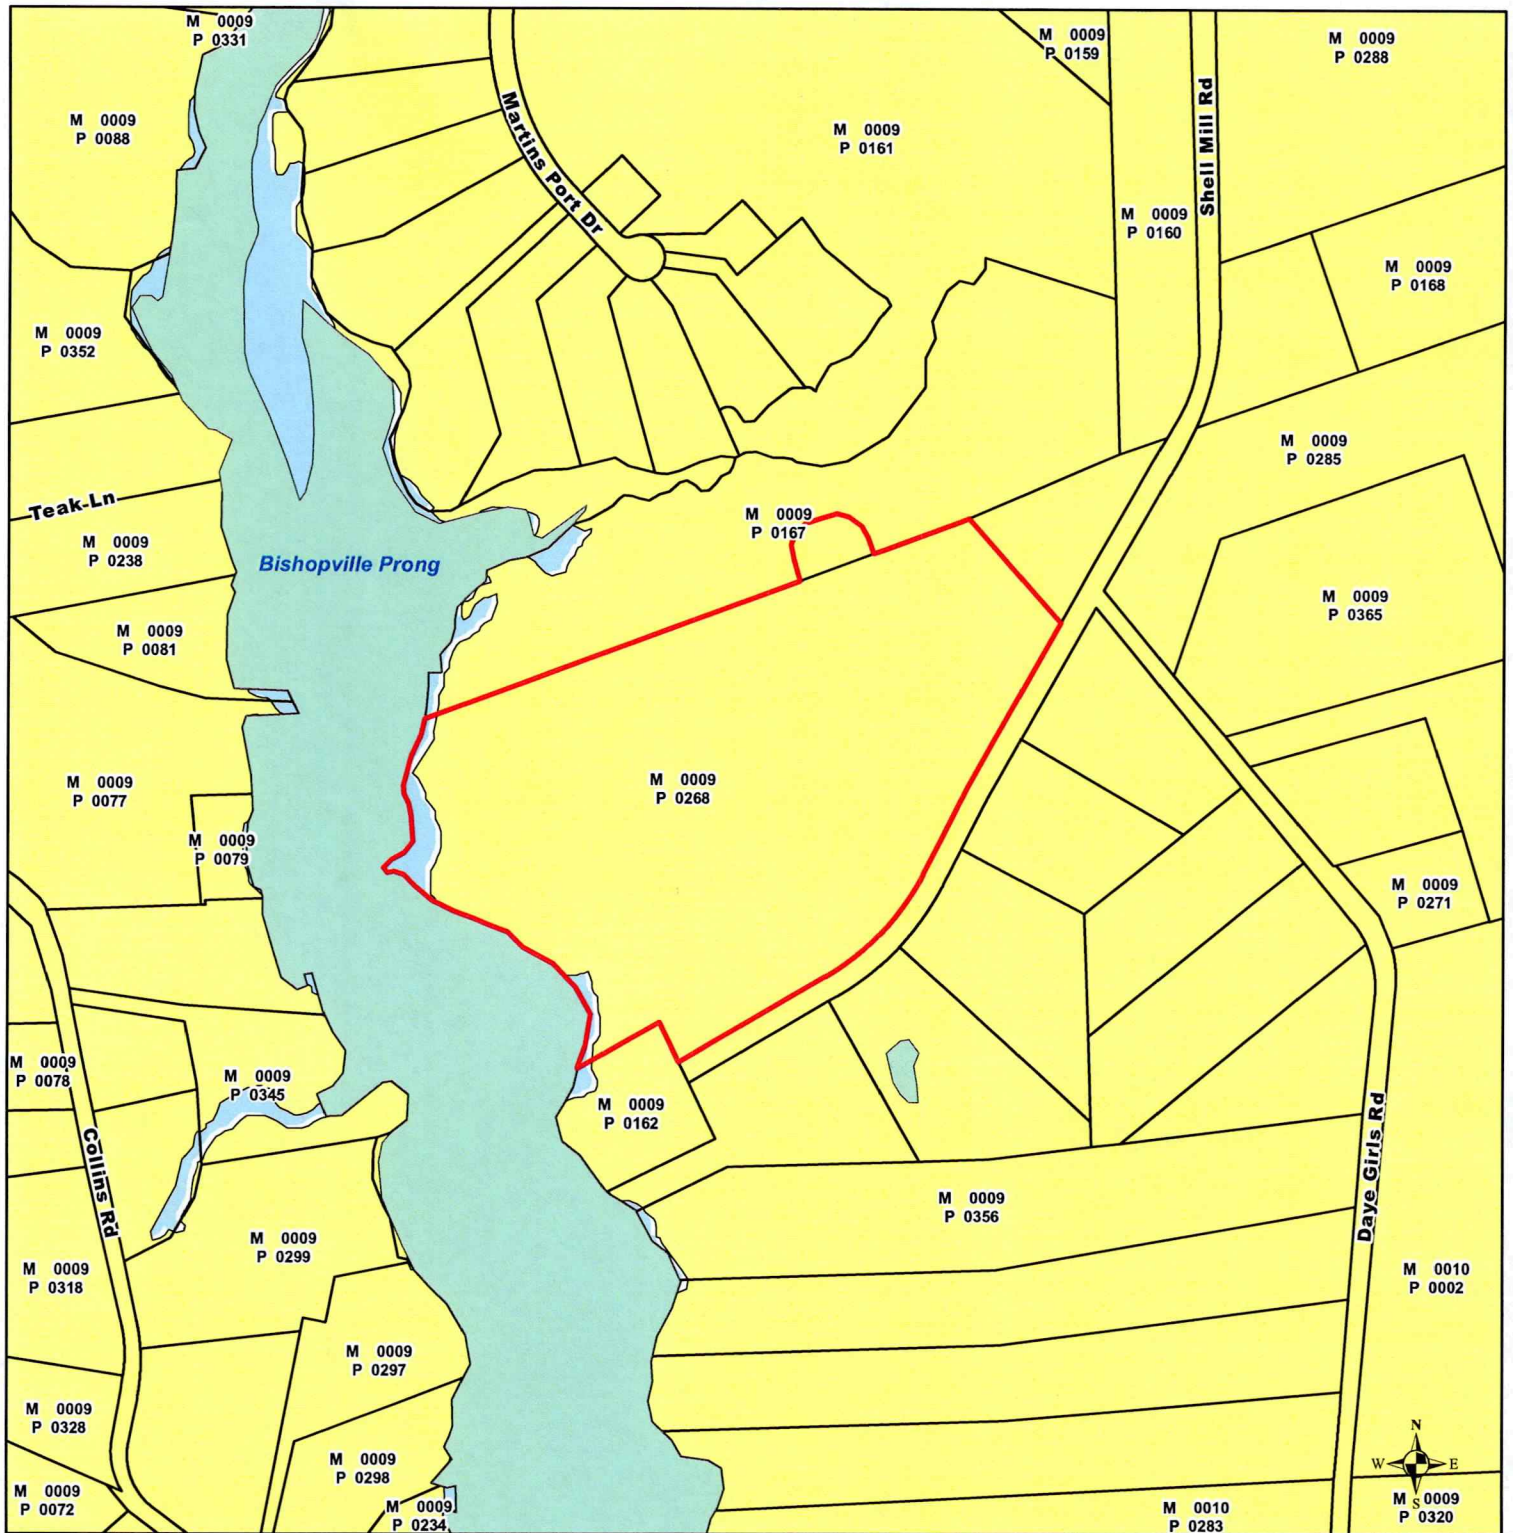 M 0009
P 0331
M 0009
P 0159
M 0009
P 0288
M 0009
P 0088
Martins Port Dr
M 0009
P 0161
Shell Mill Rd
M 0009
P 0160
M 0009
P 0168
M 0009
P 0352
M 0009
P 0285
Teak Ln
M 0009
P 0167
M 0009
P 0238
Bishopville Prong
M 0009
P 0365
M 0009
P 0081
M 0009
P 0077
M 0009
P 0268
M 0009
P 0079
M 0009
P 0271
M 0009
P 0078
M 0009
P 0345
M 0009
P 0162
Collins Rd
Daye Girls Rd
M 0009
P 0356
M 0009
P 0299
M 0009
P 0318
M 0010
P 0002
M 0009
P 0297
M 0009
P 0328
N
W E
S
M 0009
P 0298
M 0009
P 0072
M 0009
P 0234
M 0010
P 0283
M 0009
P 0320